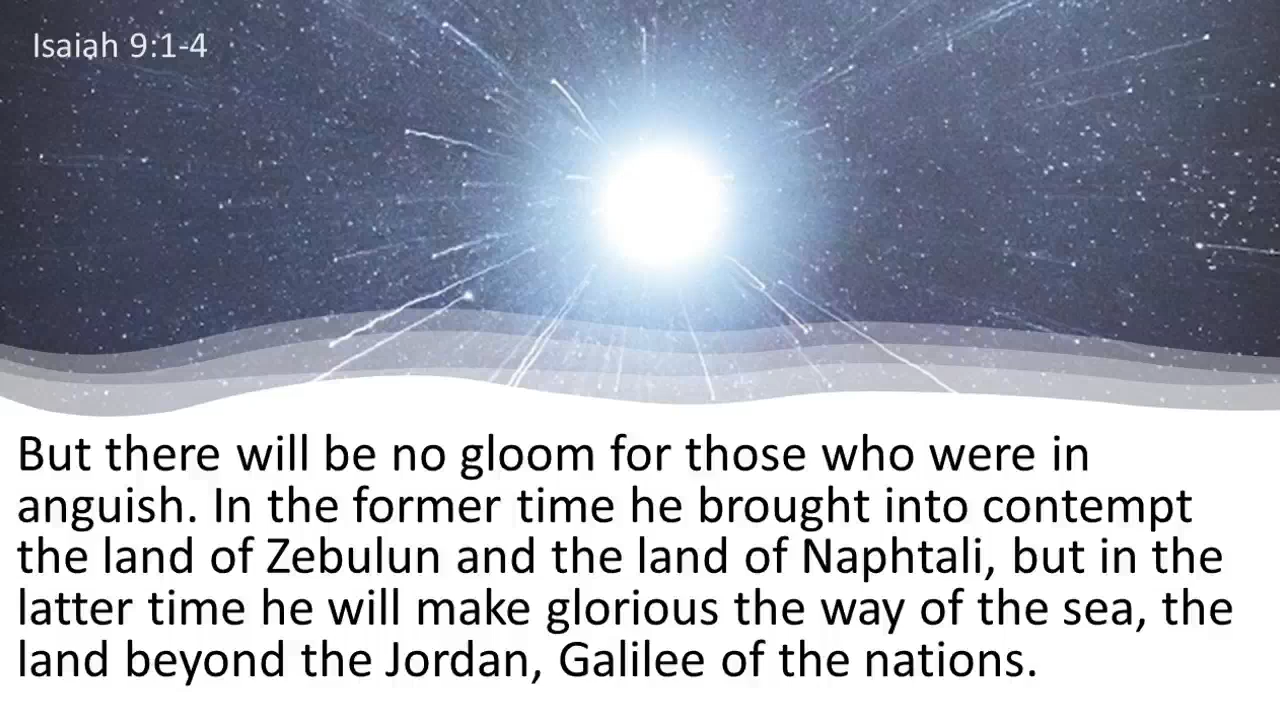 Isaiah 9:1-4
But there will be no gloom for those who were in
anguish. In the former time he brought into contempt
the land of Zebulun and the land of Naphtali, but in the
latter time he will make glorious the way of the sea, the
land beyond the Jordan, Galilee of the nations.